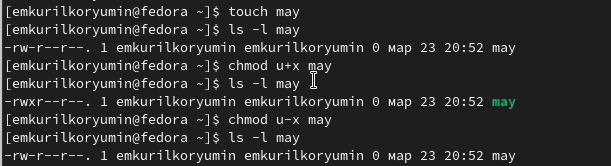 [emkurilkoryumin@fedora ~]$ touch may
[emkurilkoryumin@fedora ~]$ ls -l may
-rw-r--r--. 1 emkurilkoryumin emkurilkoryumin 0 мар 23 20:52 may
[emkurilkoryumin@fedora ~]$ chmod u+x may
[emkurilkoryumin@fedora ~]$ ls -l may
-rwxr--r--. 1 emkurilkoryumin emkurilkoryumin 0 мар 23 20:52 may
[emkurilkoryumin@fedora ~]$ chmod u-x may
[emkurilkoryumin@fedora ~]$ ls -l may
-rw-r--r--. 1 emkurilkoryumin emkurilkoryumin 0 мар 23 20:52 may